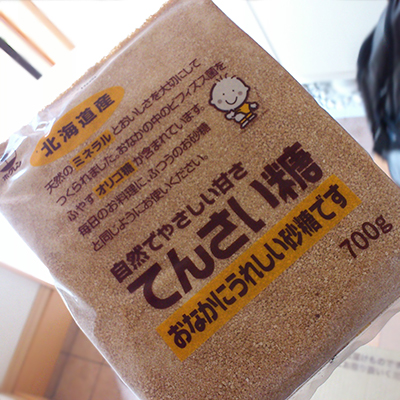 北海道産
天然のミネラルとおいしさを大切にして
つくられました。おなかの中のビフィズス菌を
ふやすオリゴ糖が含まれています。
毎日のお料理に、ふつうのお砂糖
と同じようにお使いください。
自然でやさしい甘さ
てんさい糖
おなかにうれしい砂糖です
700g